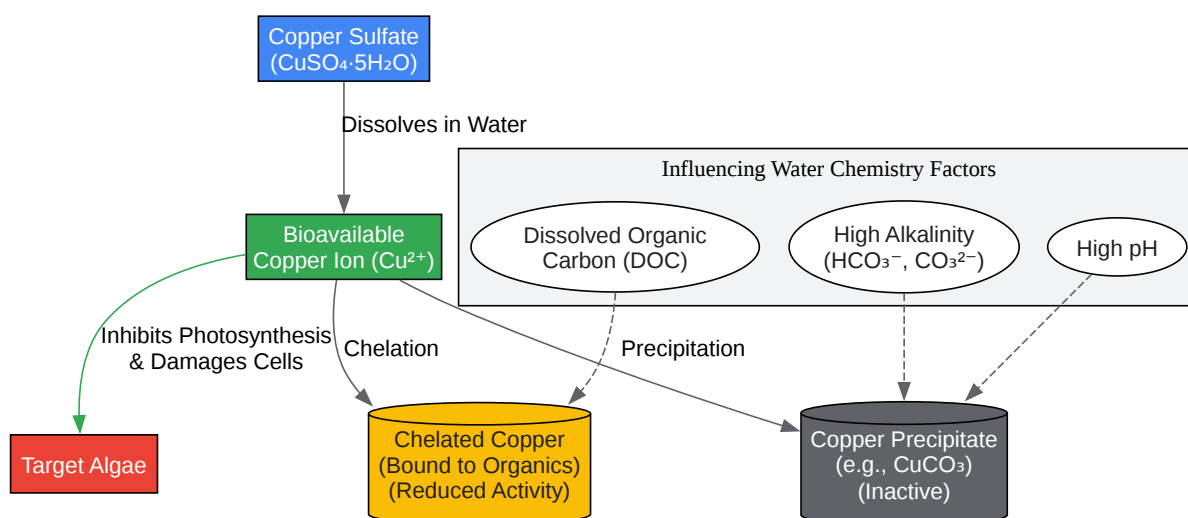 Copper Sulfate
(CuSO₄·5H₂O)
Dissolves in Water
Influencing Water Chemistry Factors
Bioavailable
Copper Ion (Cu²⁺)
Dissolved Organic
Carbon (DOC)
High Alkalinity
(HCO₃⁻, CO₃²⁻)
High pH
Inhibits Photosynthesis
& Damages Cells
Chelation
Precipitation
Target Algae
Chelated Copper
(Bound to Organics)
(Reduced Activity)
Copper Precipitate
(e.g., CuCO₃)
(Inactive)